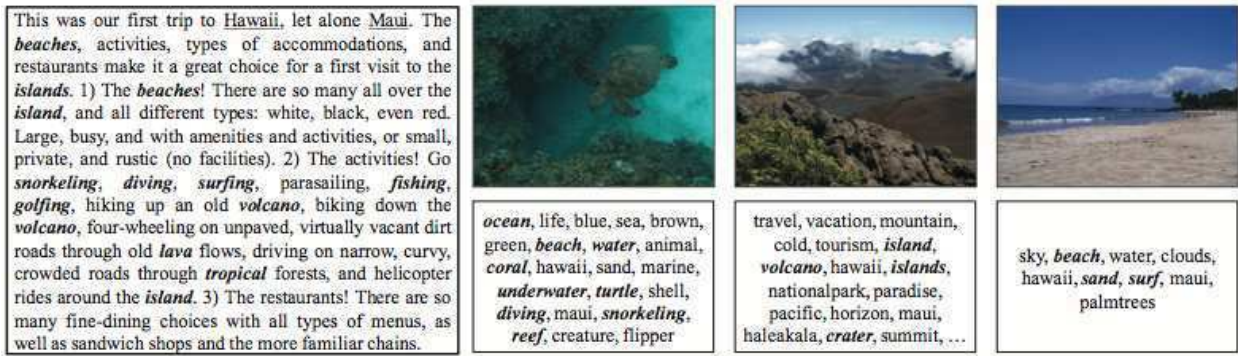 This was our first trip to Hawaii, let alone Maui. The
beaches, activities, types of accommodations, and
restaurants make it a great choice for a first visit to the
islands. 1) The beaches! There are so many all over the
island, and all different types: white, black, even red.
Large, busy, and with amenities and activities, or small,
private, and rustic (no facilities). 2) The activities! Go
snorkeling, diving, surfing, parasailing, fishing,
golfing, hiking up an old volcano, biking down the
volcano, four-wheeling on unpaved, virtually vacant dirt
roads through old lava flows, driving on narrow, curvy,
crowded roads through tropical forests, and helicopter
rides around the island. 3) The restaurants! There are so
many fine-dining choices with all types of menus, as
well as sandwich shops and the more familiar chains.
ocean, life, blue, sea, brown,
green, beach, water, animal,
coral, hawaii, sand, marine,
underwater, turtle, shell,
diving, maui, snorkeling,
reef, creature, flipper
travel, vacation, mountain,
cold, tourism, island,
volcano, hawaii, islands,
nationalpark, paradise,
pacific, horizon, maui,
haleakala, crater, summit, …
sky, beach, water, clouds,
hawaii, sand, surf, maui,
palmtrees